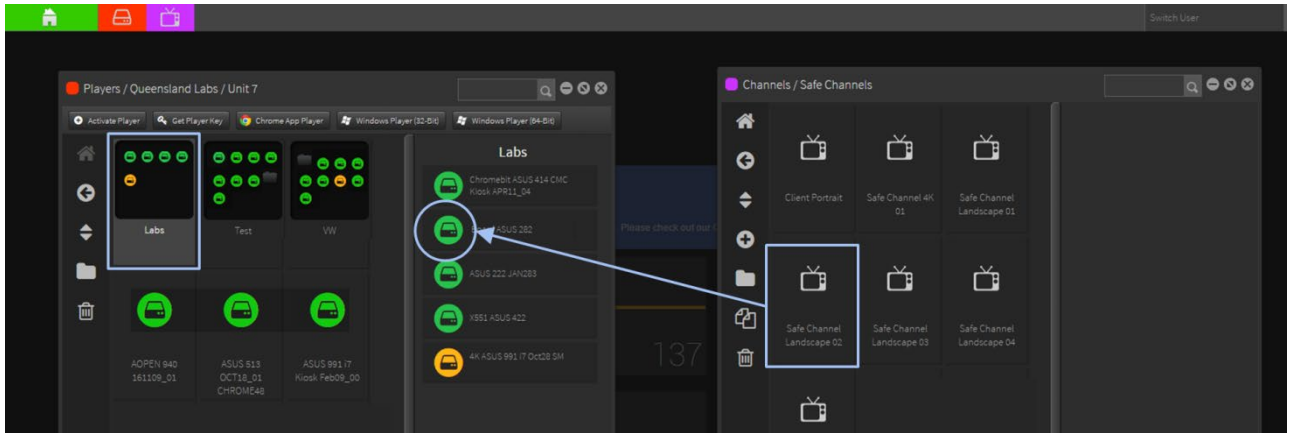 Switch User
Players / Queensland Labs / Unit 7
Activate Player
Get Player Key
Chrome App Player
Windows Player (32-Bit)
Windows Player (64-Bit)
Labs
Test
VW
AOPEN 940
161109_01
ASUS 513
OCT18_01
CHROME48
ASUS 991 i7
Kiosk Feb09_00
Labs
Chromebit ASUS 414 CMC
Kiosk APR11_04
ASUS 282
ASUS 222 JAN283
X551 ASUS 422
4K ASUS 991 i7 Oct28 SM
Please check out our
137
Channels / Safe Channels
Client Portrait
Safe Channel 4K
01
Safe Channel
Landscape 01
Safe Channel
Landscape 02
Safe Channel
Landscape 03
Safe Channel
Landscape 04